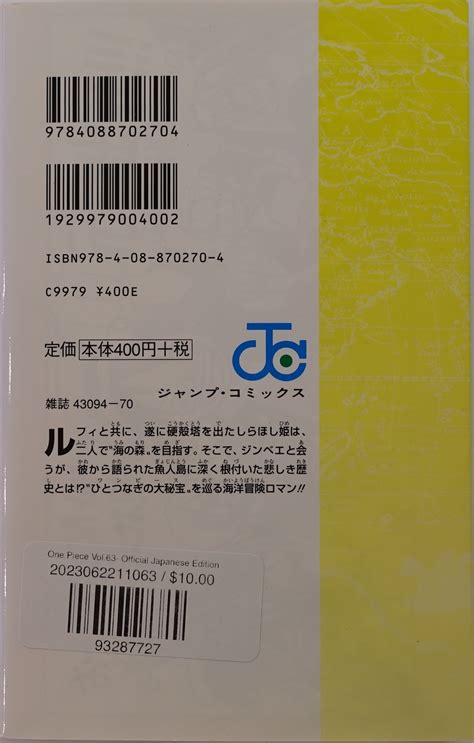 9784088702704
1929979004002
ISBN978-4-08-870270-4
C9979 ¥400E
定価 本体400円+税
ジャンプ・コミックス
雑誌 43094-70
ルフィと共に、遂に硬殻塔を出たしらほし姫は、
二人で“海の森”を目指す。そこで、ジンベエと会
うが、彼から語られた魚人島に深く根付いた悲しき歴
史とは!?“ひとつなぎの大秘宝”を巡る海洋冒険ロマン!!
One Piece Vol.63- Official Japanese Edition
2023062211063 / $10.00
93287727